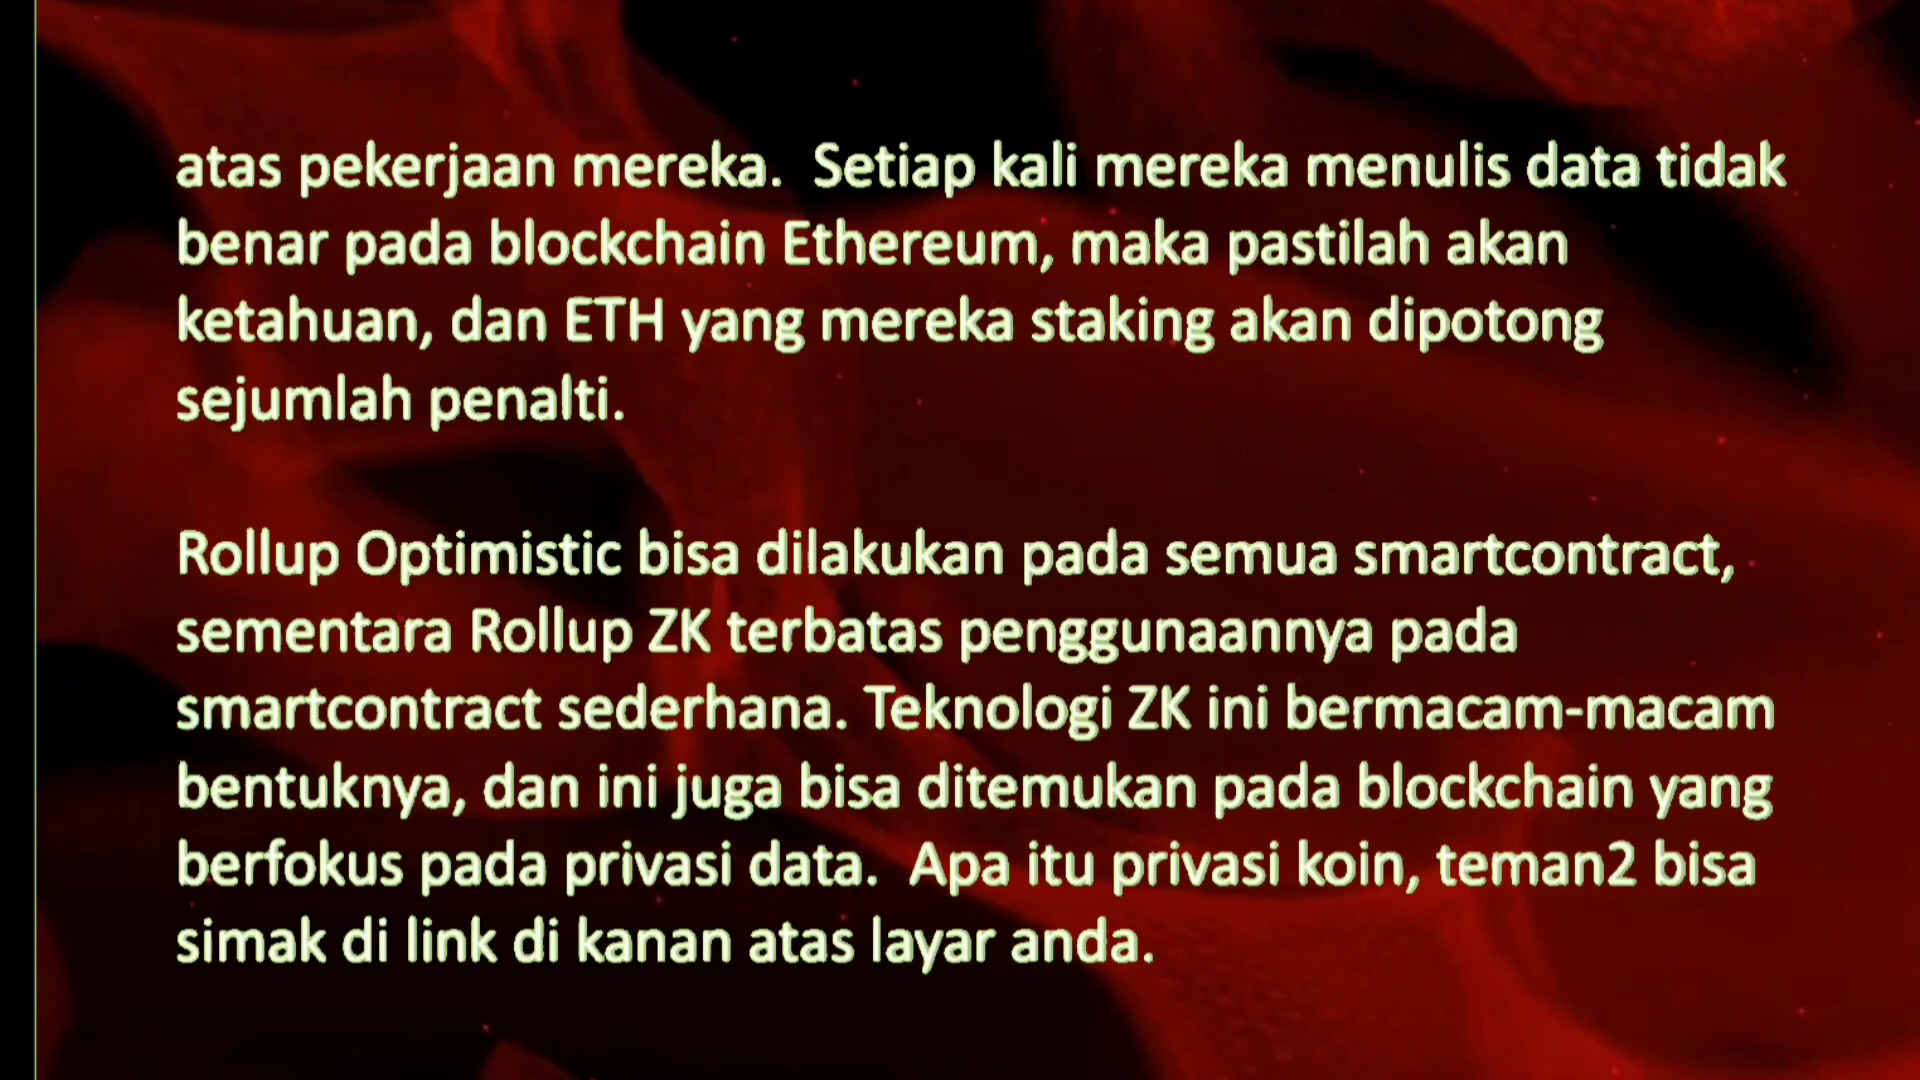 atas pekerjaan mereka.  Setiap kali mereka menulis data tidak
benar pada blockchain Ethereum, maka pastilah akan
ketahuan, dan ETH yang mereka staking akan dipotong
sejumlah penalti.
Rollup Optimistic bisa dilakukan pada semua smartcontract,
sementara Rollup ZK terbatas penggunaannya pada
smartcontract sederhana. Teknologi ZK ini bermacam-macam
bentuknya, dan ini juga bisa ditemukan pada blockchain yang
berfokus pada privasi data.  Apa itu privasi koin, teman2 bisa
simak di link di kanan atas layar anda.